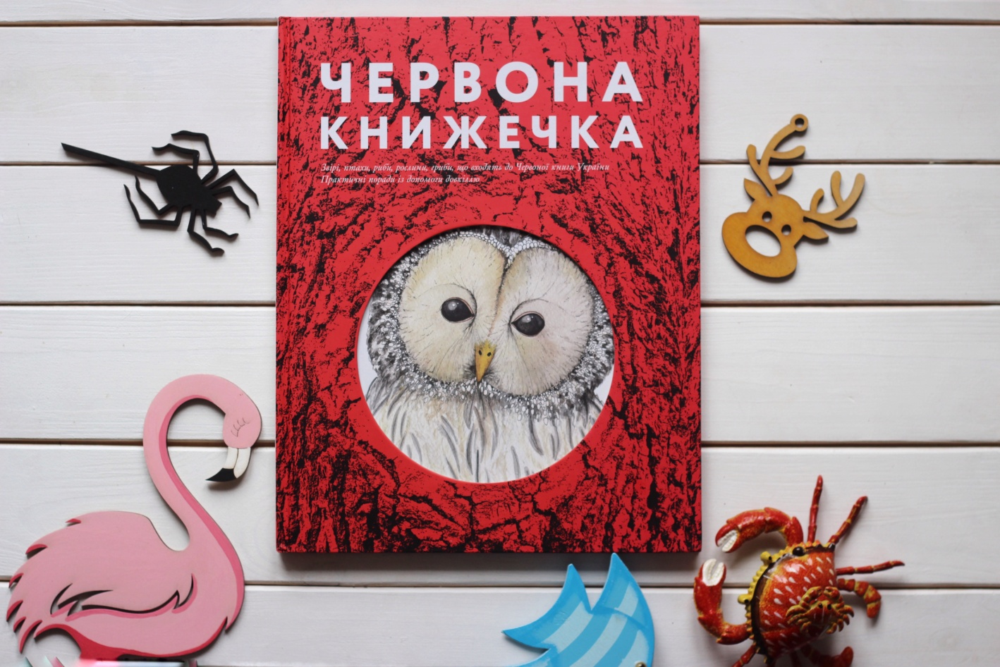 ЧЕРВОНА
КНИЖЕЧКА
Звірі, птахи, риби, рослини, гриби, що входять до Червоної книги України
Практичні поради із допомоги довкіллю